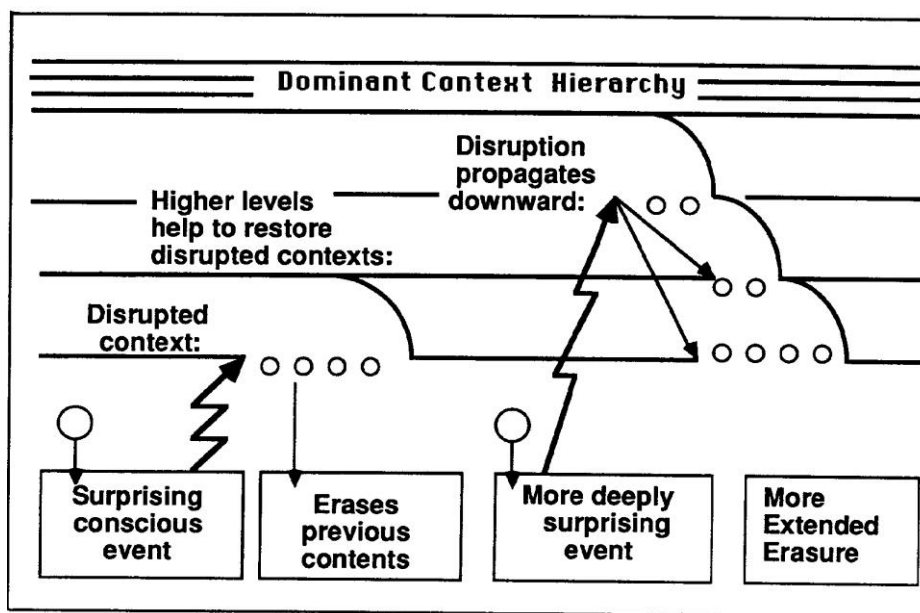 Dominant Context Hierarchy
Disruption
propagates
downward:
Higher levels
help to restore
disrupted contexts:
Disrupted
context:
Surprising
conscious
event
Erases
previous
contents
More deeply
surprising
event
More
Extended
Erasure